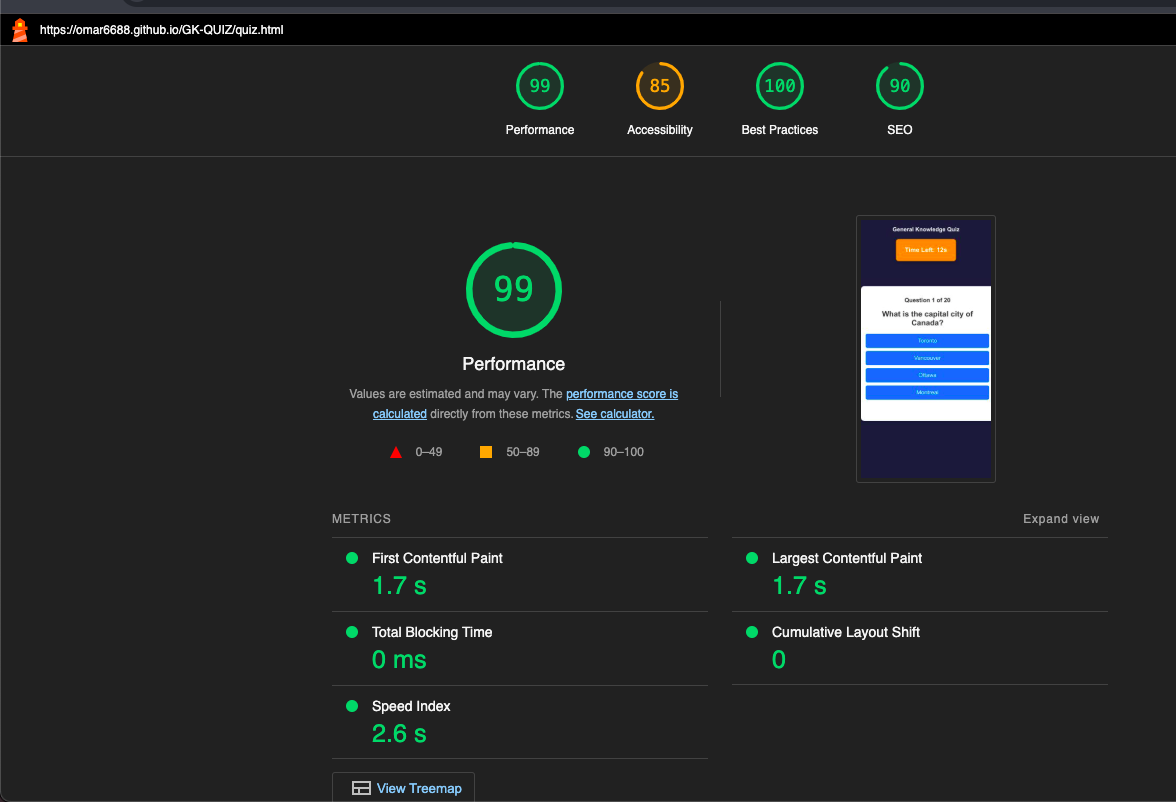 https://omar6688.github.io/GK-QUIZ/quiz.html
99
85
100
90
Performance
Accessibility
Best Practices
SEO
99
Performance
Values are estimated and may vary. The performance score is
calculated directly from these metrics. See calculator.
0–49
50–89
90–100
General Knowledge Quiz
Time Left: 12s
Question 1 of 20
What is the capital city of
Canada?
Toronto
Vancouver
Ottawa
Montreal
METRICS
Expand view
First Contentful Paint
1.7 s
Largest Contentful Paint
1.7 s
Total Blocking Time
0 ms
Cumulative Layout Shift
0
Speed Index
2.6 s
View Treemap